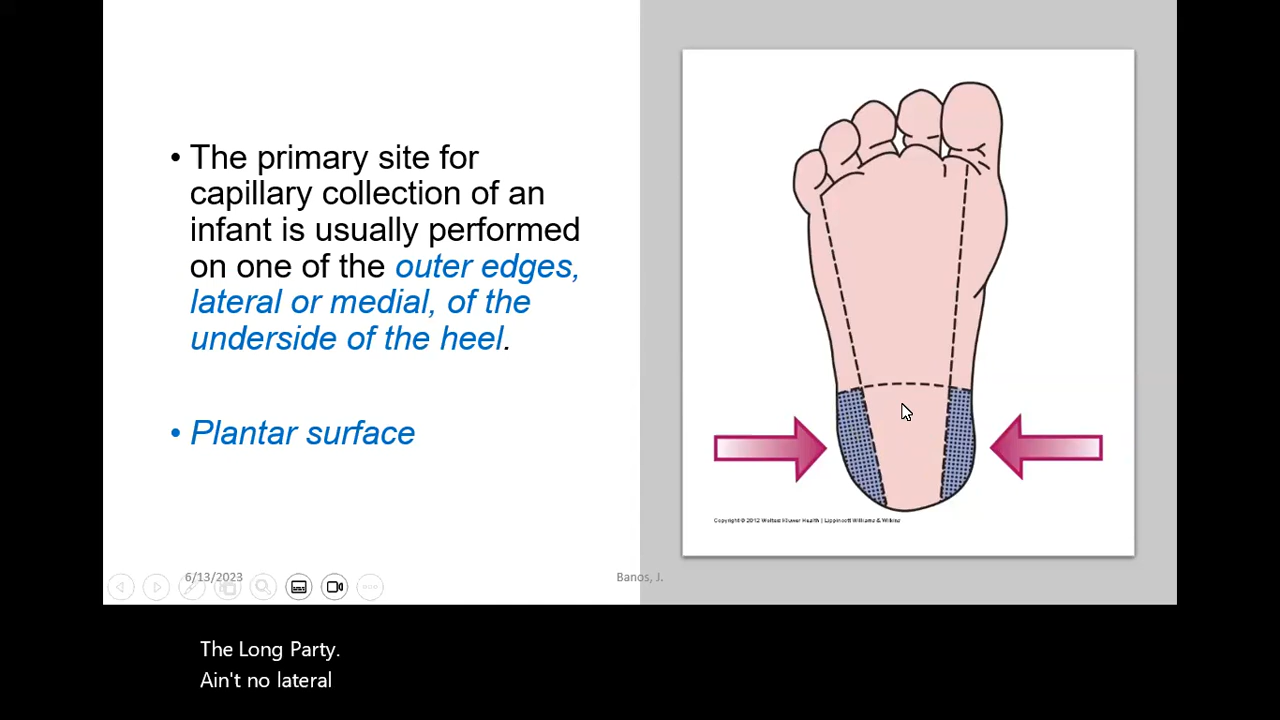 • The primary site for
capillary collection of an
infant is usually performed
on one of the outer edges,
lateral or medial, of the
underside of the heel.
• Plantar surface
Copyright © 2012 Wolters Kluwer Health | Lippincott Williams & Wilkins
6/13/2023
Banos, J.
The Long Party.
Ain't no lateral